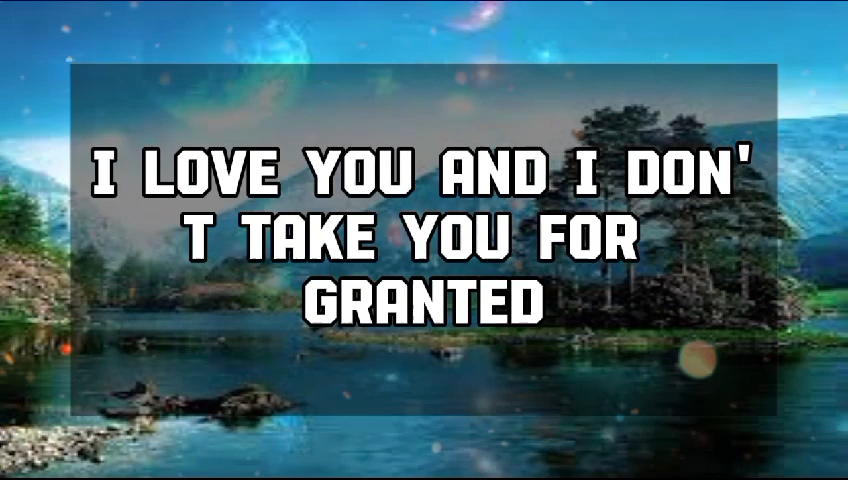 I LOVE YOU AND I DON'
T TAKE YOU FOR
GRANTED